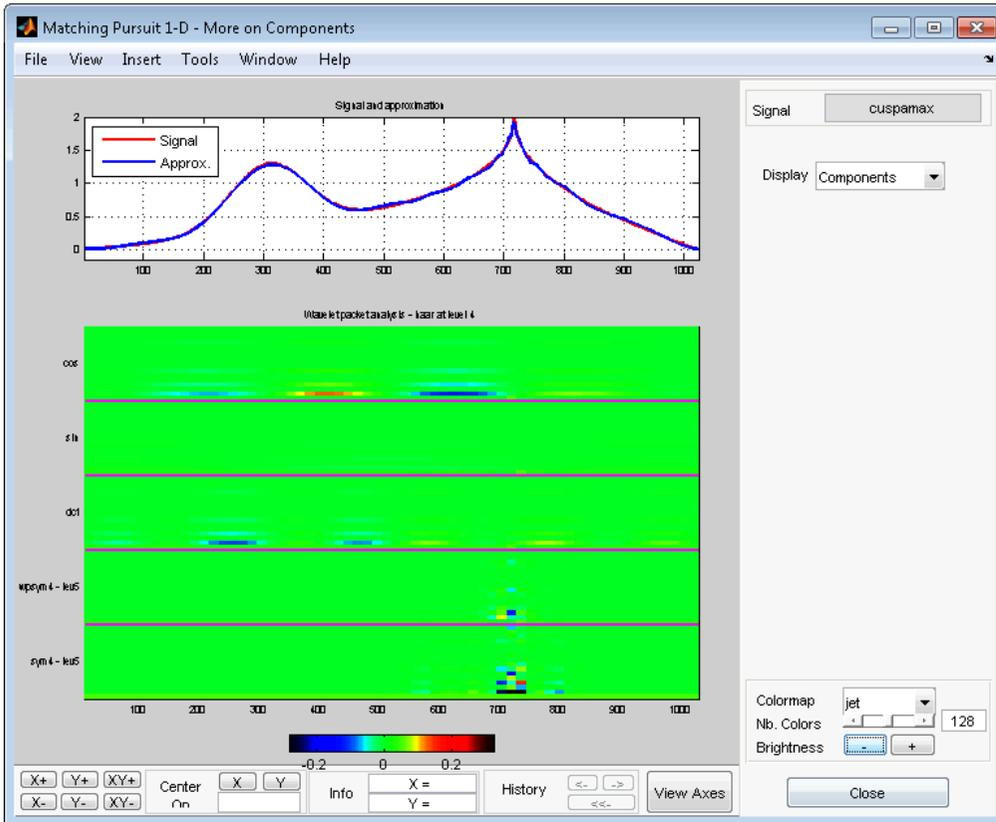 Matching Pursuit 1-D - More on Components
File View Insert Tools Window Help
Signal and approximation
2
1.5
1
0.5
0
Signal
Approx.
100 200 300 400 500 600 700 800 900 1000
Signal cuspamax
Display Components
Wavelet packet analysis - haar at level 4
cos
sin
dct
wpsym4 - lev5
sym4 - lev5
100 200 300 400 500 600 700 800 900 1000
-0.2 0 0.2
Colormap jet
Nb. Colors 128
Brightness - +
X+ Y+ XY+
X- Y- XY-
Center
On
X Y
Info
X =
Y =
History
<- ->
<<-
View Axes
Close